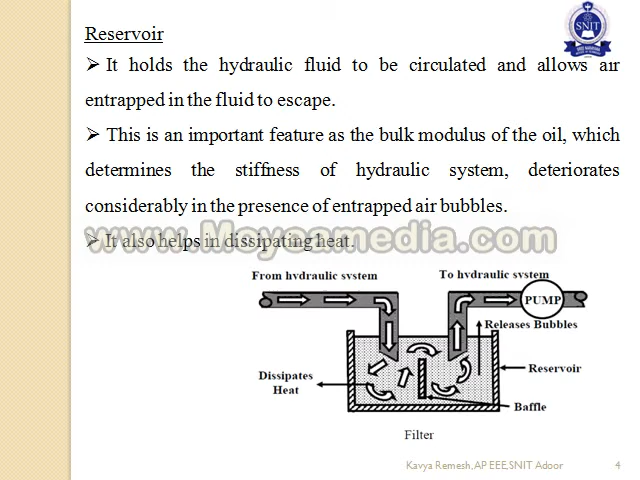 Reservoir
SNIT
➢ It holds the hydraulic fluid to be circulated and allows air
entrapped in the fluid to escape.
➢ This is an important feature as the bulk modulus of the oil, which
determines the stiffness of hydraulic system, deteriorates
considerably in the presence of entrapped air bubbles.
➢ It also helps in dissipating heat.
From hydraulic system
To hydraulic system
PUMP
Releases Bubbles
Dissipates
Heat
Reservoir
Baffle
Filter
Kavya Remesh,AP EEE,SNIT Adoor 4